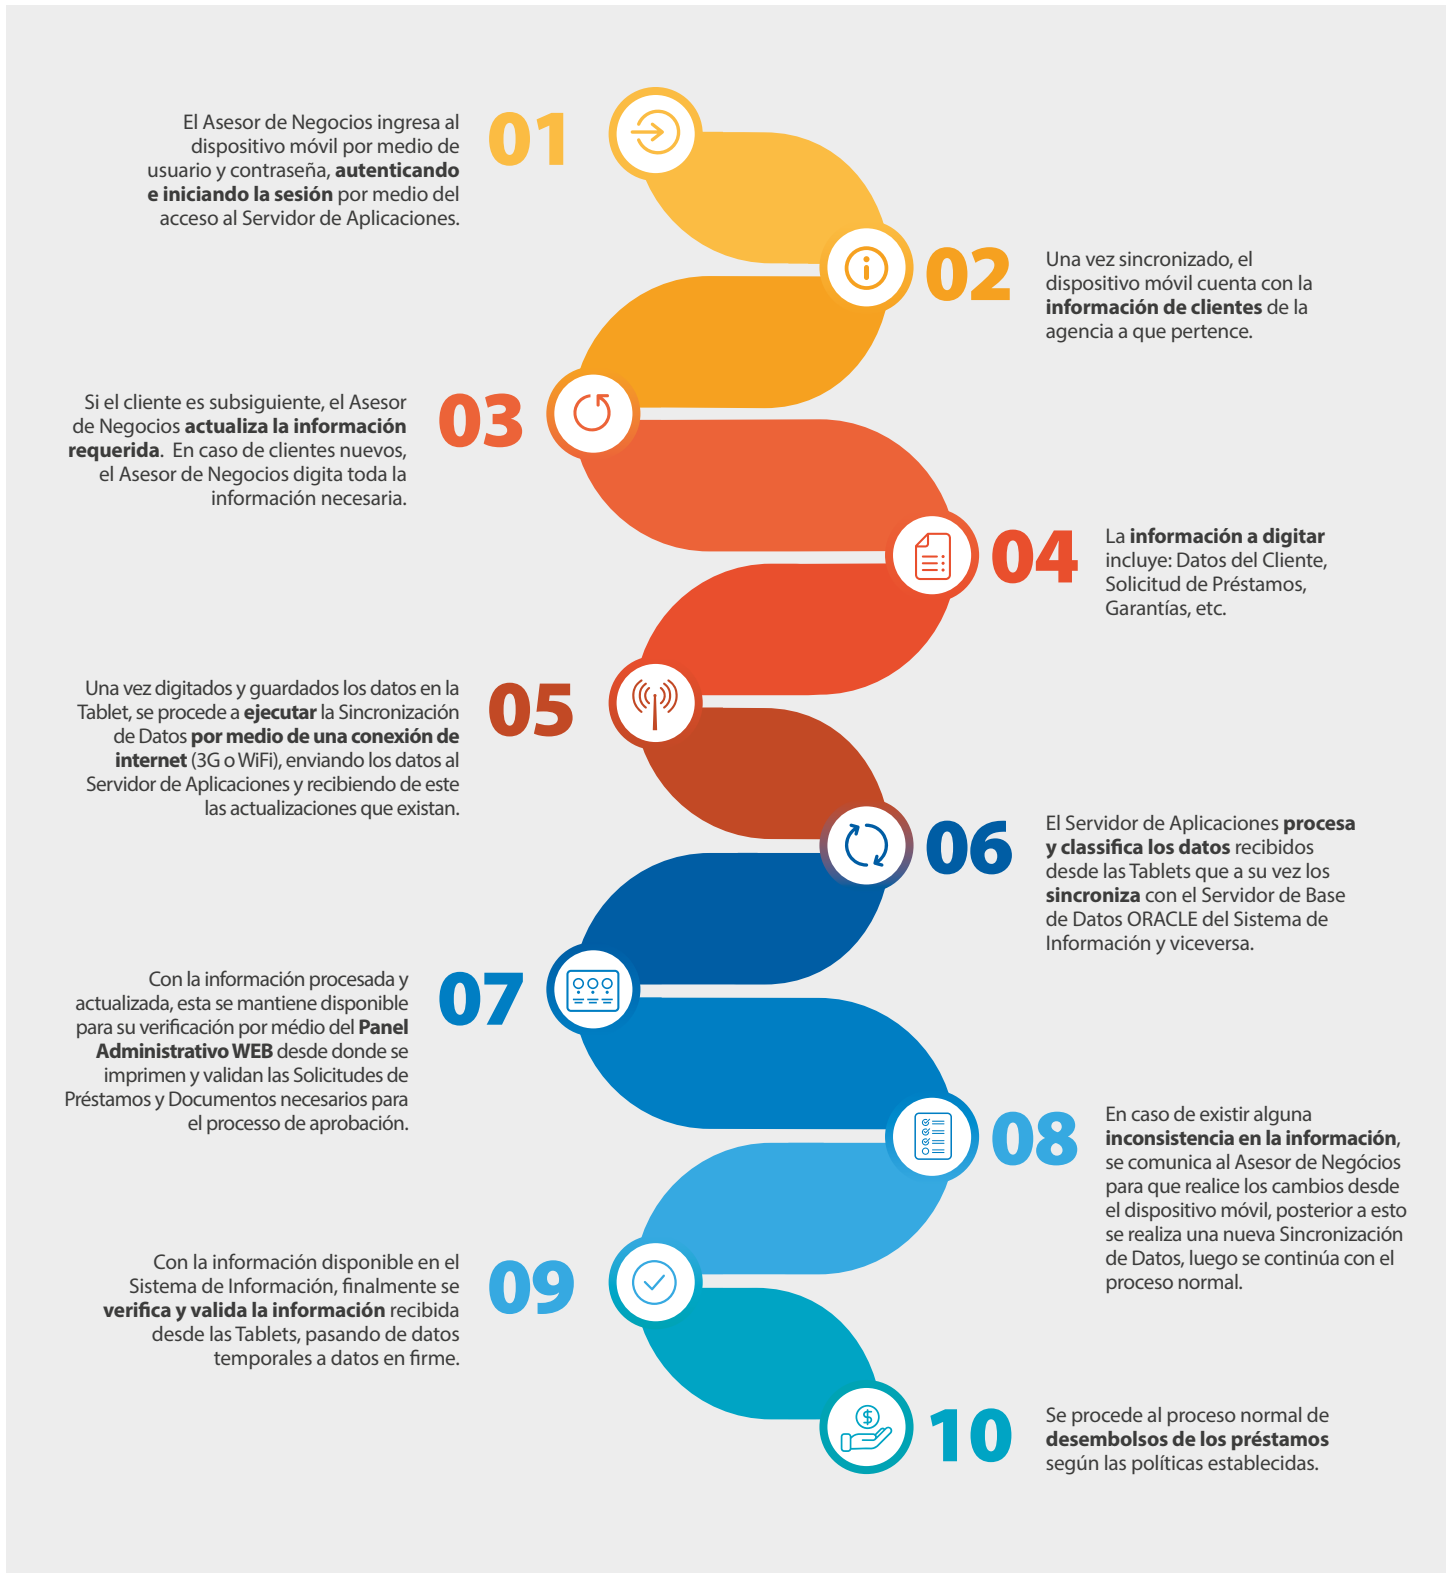 01
El Asesor de Negocios ingresa al
dispositivo móvil por medio de
usuario y contraseña, autenticando
e iniciando la sesión por medio del
acceso al Servidor de Aplicaciones.
02
Una vez sincronizado, el
dispositivo móvil cuenta con la
información de clientes de la
agencia a que pertence.
03
Si el cliente es subsiguiente, el Asesor
de Negocios actualiza la información
requerida. En caso de clientes nuevos,
el Asesor de Negocios digita toda la
información necesaria.
04
La información a digitar
incluye: Datos del Cliente,
Solicitud de Préstamos,
Garantías, etc.
05
Una vez digitados y guardados los datos en la
Tablet, se procede a ejecutar la Sincronización
de Datos por medio de una conexión de
internet (3G o WiFi), enviando los datos al
Servidor de Aplicaciones y recibiendo de este
las actualizaciones que existan.
06
El Servidor de Aplicaciones procesa
y classifica los datos recibidos
desde las Tablets que a su vez los
sincroniza con el Servidor de Base
de Datos ORACLE del Sistema de
Información y viceversa.
07
Con la información procesada y
actualizada, esta se mantiene disponible
para su verificación por médio del Panel
Administrativo WEB desde donde se
imprimen y validan las Solicitudes de
Préstamos y Documentos necesarios para
el processo de aprobación.
08
En caso de existir alguna
inconsistencia en la información,
se comunica al Asesor de Negócios
para que realice los cambios desde
el dispositivo móvil, posterior a esto
se realiza una nueva Sincronización
de Datos, luego se continúa con el
proceso normal.
09
Con la información disponible en el
Sistema de Información, finalmente se
verifica y valida la información recibida
desde las Tablets, pasando de datos
temporales a datos en firme.
$
10
Se procede al proceso normal de
desembolsos de los préstamos
según las políticas establecidas.